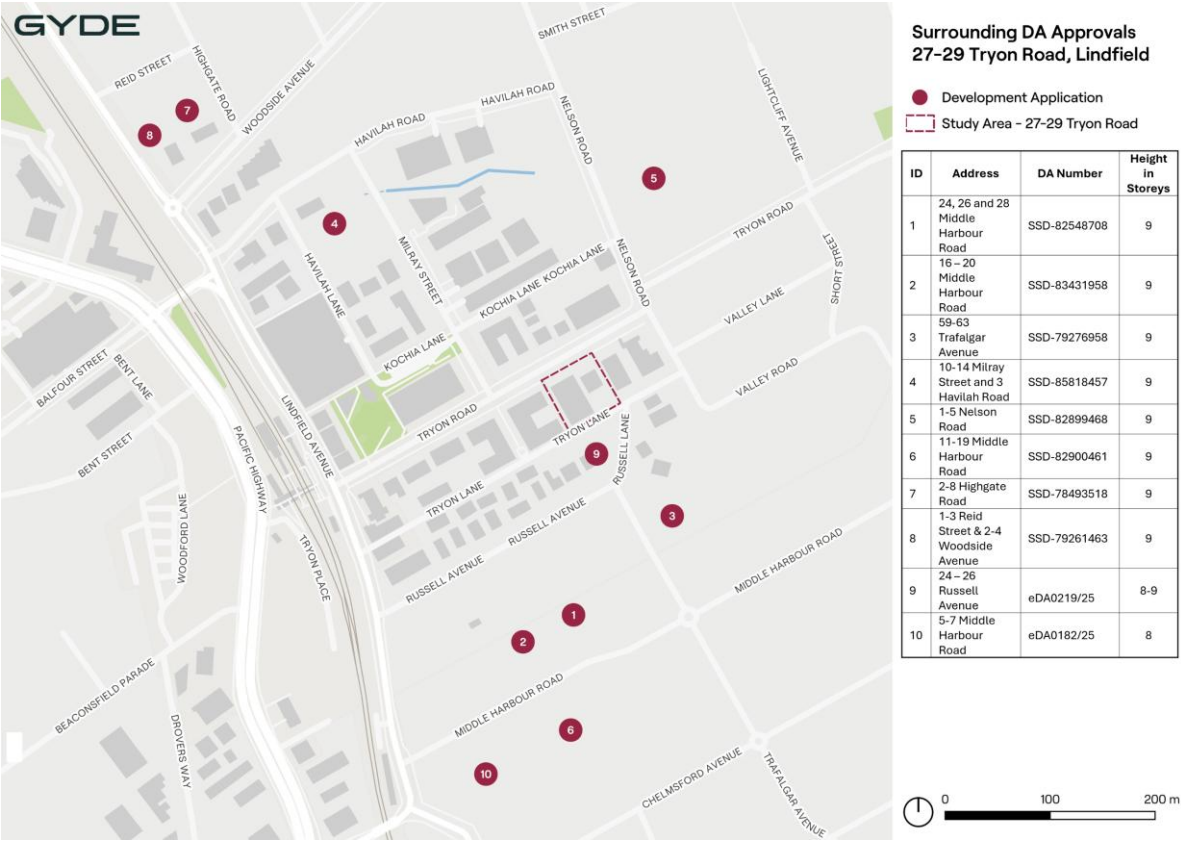 GYDE
SMITH STREET
HIGHGATE ROAD
REID STREET
WOODSIDE AVENUE
LIGHTCLIFF AVENUE
HAVILAH ROAD
HAVILAH ROAD
NELSON ROAD
7
8
5
4
TRYON ROAD
MILRAY STREET
HAVILAH LANE
KOCHIA LANE
KOCHIA LANE
NELSON ROAD
SHORT STREET
VALLEY LANE
KOCHIA LANE
BALFOUR STREET
BENT LANE
VALLEY ROAD
LINDFIELD AVENUE
TRYON ROAD
TRYON LANE
BENT STREET
PACIFIC HIGHWAY
9
RUSSELL LANE
TRYON LANE
WOODFORD LANE
RUSSELL AVENUE
3
TRYON PLACE
RUSSELL AVENUE
MIDDLE HARBOUR ROAD
1
2
BEACONSFIELD PARADE
MIDDLE HARBOUR ROAD
DROVERS WAY
6
10
CHELMSFORD AVENUE
TRAFALGAR AVENUE
Surrounding DA Approvals
27-29 Tryon Road, Lindfield
Development Application
Study Area - 27-29 Tryon Road
ID Address DA Number Height
in
Storeys
1 24, 26 and 28
Middle
Harbour
Road SSD-82548708 9
2 16 – 20
Middle
Harbour
Road SSD-83431958 9
3 59-63
Trafalgar
Avenue SSD-79276958 9
4 10-14 Milray
Street and 3
Havilah Road SSD-85818457 9
5 1-5 Nelson
Road SSD-82899468 9
6 11-19 Middle
Harbour
Road SSD-82900461 9
7 2-8 Highgate
Road SSD-78493518 9
8 1-3 Reid
Street & 2-4
Woodside
Avenue SSD-79261463 9
9 24 – 26
Russell
Avenue eDA0219/25 8-9
10 5-7 Middle
Harbour
Road eDA0182/25 8
0 100 200 m